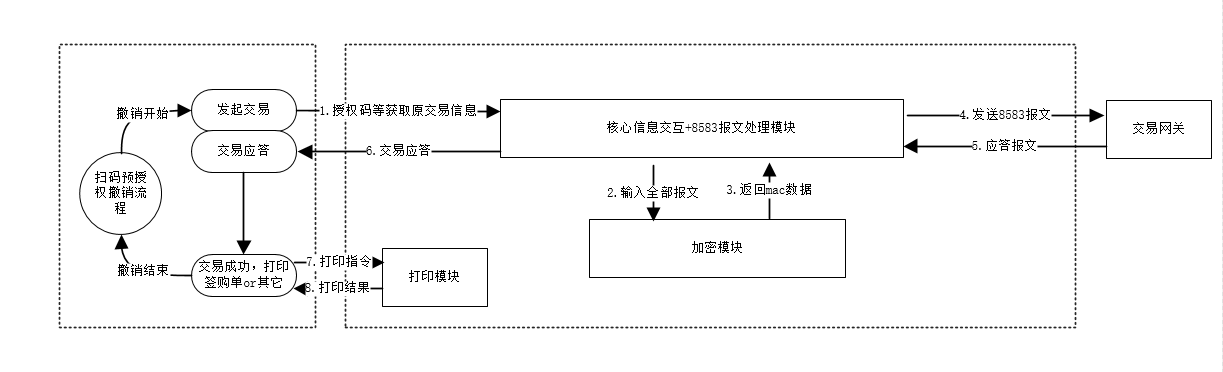 撤销开始
发起交易
1.授权码等获取原交易信息
核心信息交互+8583报文处理模块
4.发送8583报文
交易网关
交易应答
6.交易应答
5.应答报文
扫码预授
权撤销流
程
2.输入全部报文
3.返回mac数据
加密模块
撤销结束
交易成功，打印
签购单or其它
7.打印指令
8.打印结果
打印模块